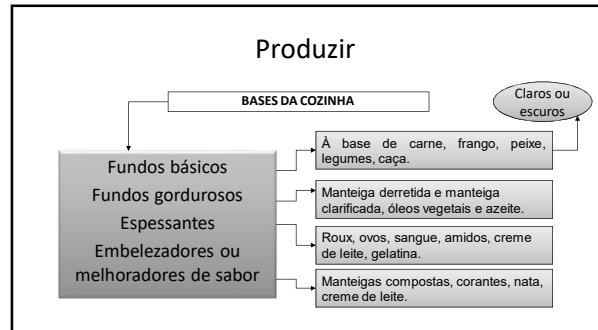 Produzir
BASES DA COZINHA
Claros ou
escuros
Fundos básicos
Fundos gordurosos
Espessantes
Embelezadores ou
melhoradores de sabor
À base de carne, frango, peixe,
legumes, caça.
Manteiga derretida e manteiga
clarificada, óleos vegetais e azeite.
Roux, ovos, sangue, amidos, creme
de leite, gelatina.
Manteigas compostas, corantes, nata,
creme de leite.